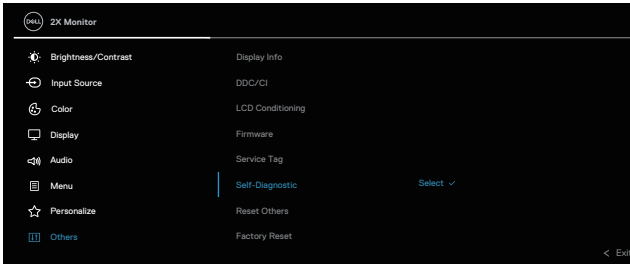 DELL 2X Monitor
Brightness/Contrast Display Info
Input Source DDC/CI
Color LCD Conditioning
Display Firmware
Audio Service Tag
Menu Self-Diagnostic Select
Personalize Reset Others
Others Factory Reset
Exit